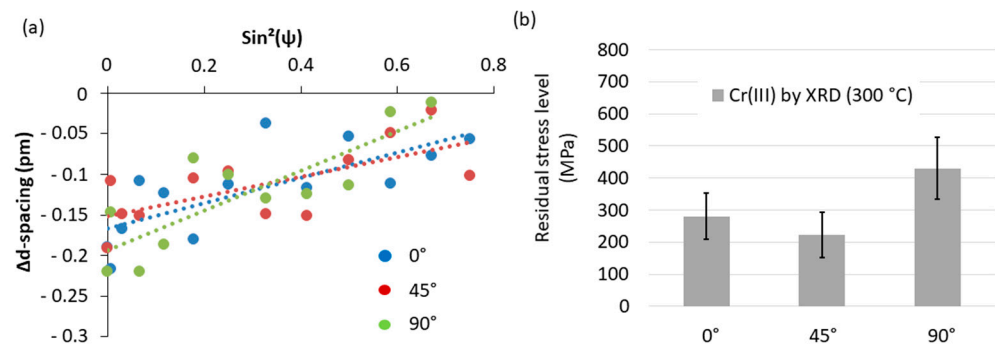 (a)
Sin²(ψ)
0 0.2 0.4 0.6 0.8
0
- 0.05
- 0.1
- 0.15
- 0.2
- 0.25
- 0.3
Δd-spacing (pm)
0°
45°
90°
(b)
800
700
600
500
400
300
200
100
0
Residual stress level
(MPa)
Cr(III) by XRD (300 °C)
0° 45° 90°